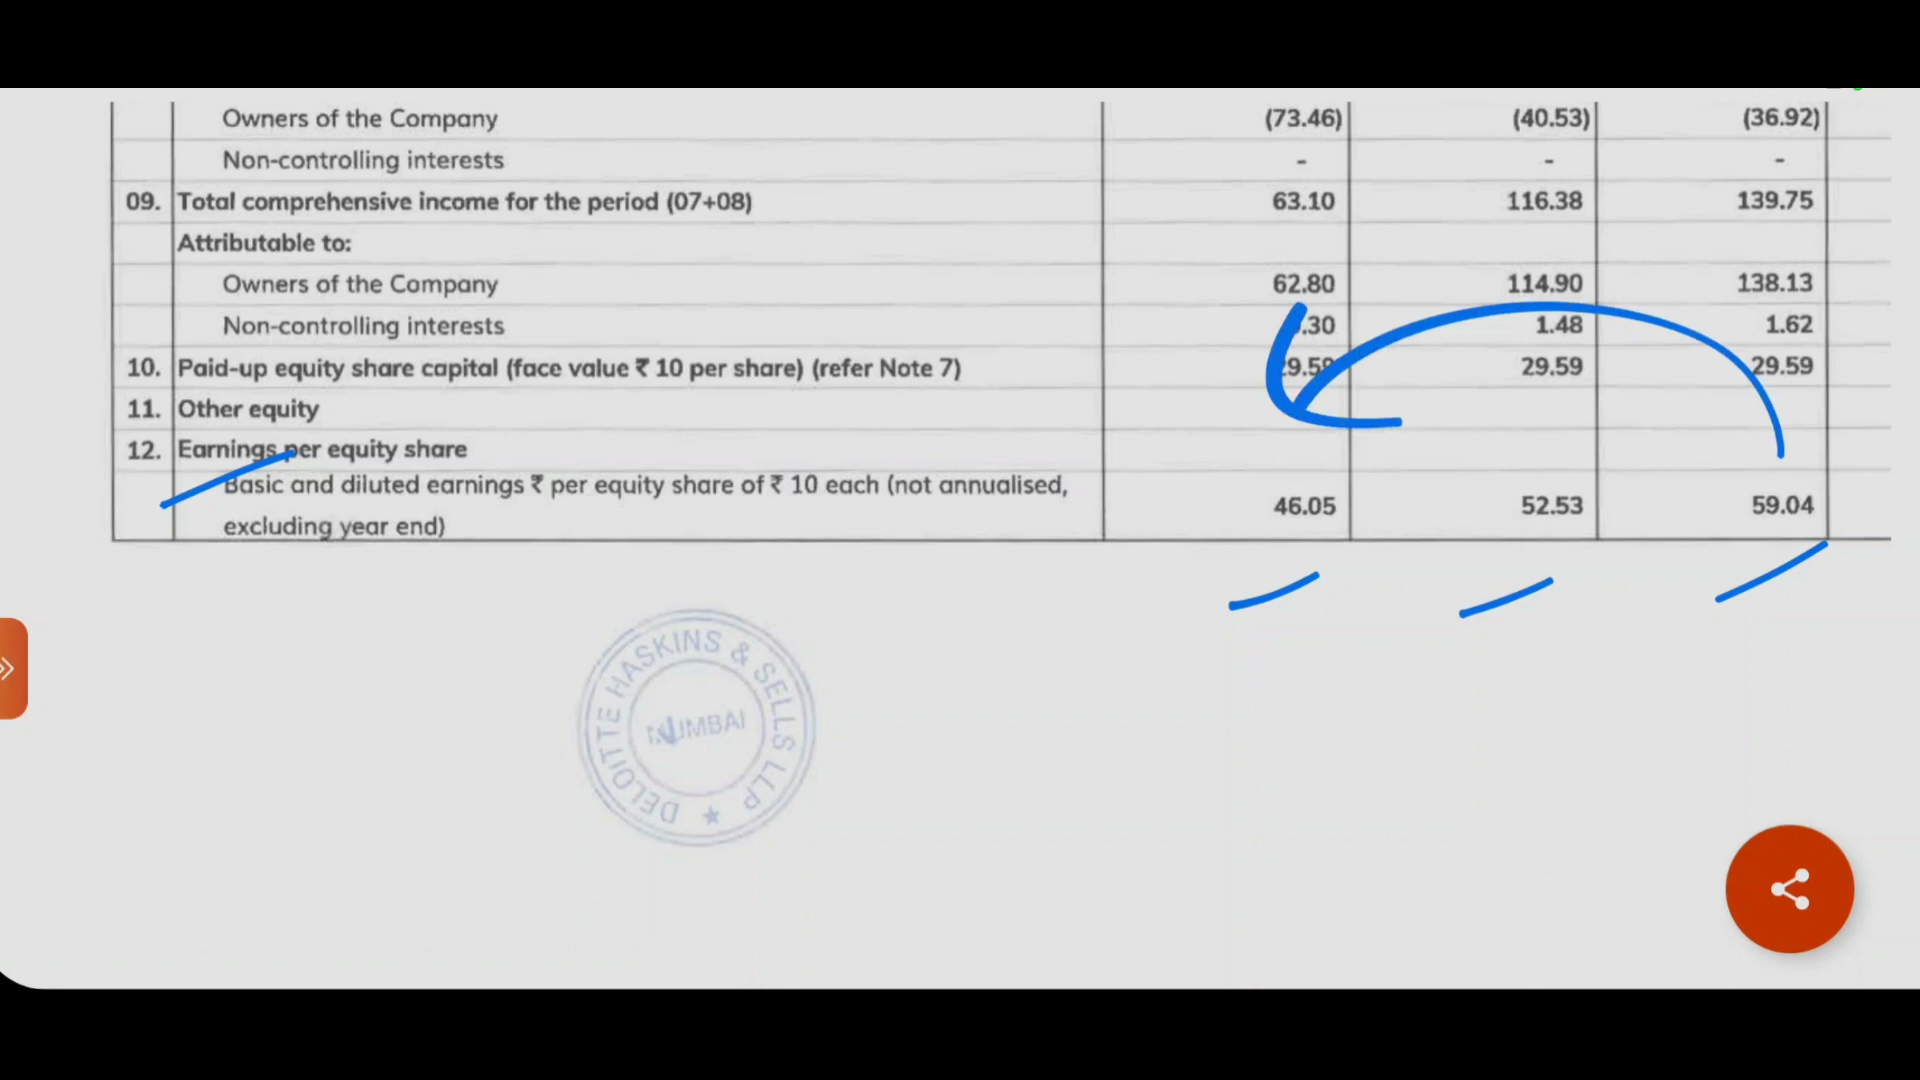 Owners of the Company (73.46) (40.53) (36.92)
Non-controlling interests - - -
09. Total comprehensive income for the period (07+08) 63.10 116.38 139.75
Attributable to:
Owners of the Company 62.80 114.90 138.13
Non-controlling interests .30 1.48 1.62
10. Paid-up equity share capital (face value ₹ 10 per share) (refer Note 7) 29.59 29.59 29.59
11. Other equity
12. Earnings per equity share
Basic and diluted earnings ₹ per equity share of ₹ 10 each (not annualised,
excluding year end) 46.05 52.53 59.04
DELOITTE HASKINS & SELLS LLP
MUMBAI